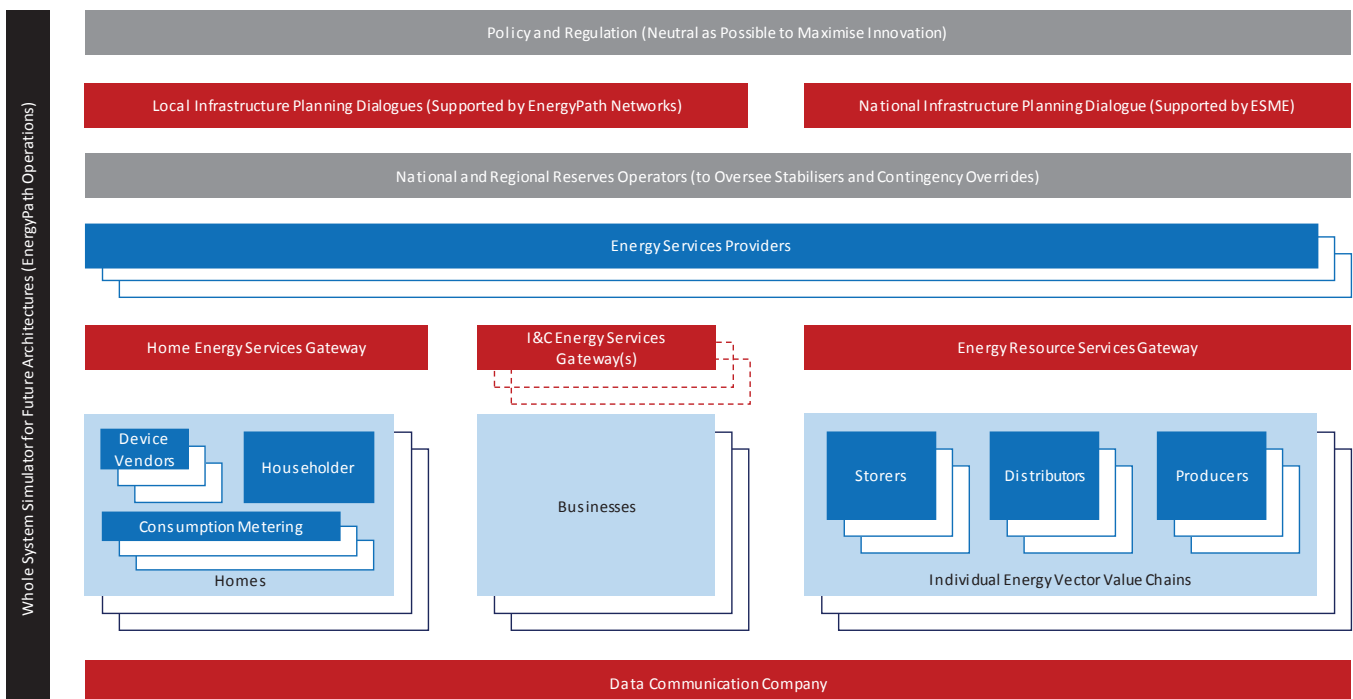 Whole System Simulator for Future Architectures (EnergyPath Operations)
Policy and Regulation (Neutral as Possible to Maximise Innovation)
Local Infrastructure Planning Dialogues (Supported by EnergyPath Networks)
National Infrastructure Planning Dialogue (Supported by ESME)
National and Regional Reserves Operators (to Oversee Stabilisers and Contingency Overrides)
Energy Services Providers
Home Energy Services Gateway
I&C Energy Services
Gateway(s)
Energy Resource Services Gateway
Device
Vendors
Householder
Consumption Metering
Homes
Businesses
Storers
Distributors
Producers
Individual Energy Vector Value Chains
Data Communication Company